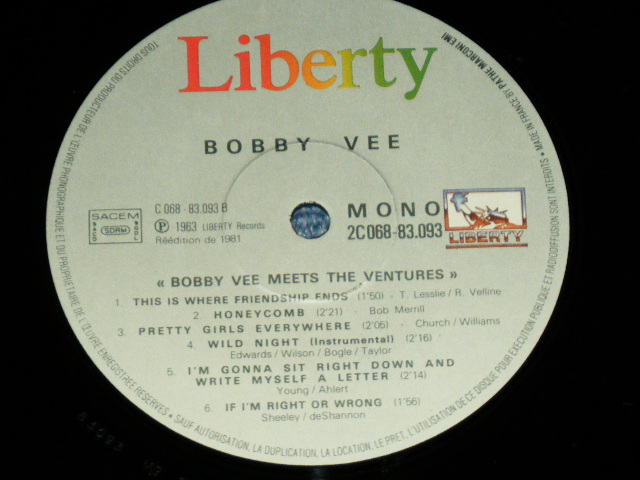 Liberty
BOBBY VEE
C 068 - 83.093 B
SACEM
SDRM
Ⓟ 1963 LIBERTY Records
Réédition de 1981
MONO
2C068-83.093
LIBERTY
« BOBBY VEE MEETS THE VENTURES »
1. THIS IS WHERE FRIENDSHIP ENDS (1'50) - T. Lesslie / R. Velline
2. HONEYCOMB (2'21) - Bob Merrill
3. PRETTY GIRLS EVERYWHERE (2'05) - Church / Williams
4. WILD NIGHT (Instrumental) (2'16)
Edwards / Wilson / Bogle / Taylor
5. I'M GONNA SIT RIGHT DOWN AND
WRITE MYSELF A LETTER (2'14)
Young / Ahlert
6. IF I'M RIGHT OR WRONG (1'56)
Sheeley / deShannon
TOUS DROITS DU PRODUCTEUR DE L'ŒUVRE PHONOGRAPHIQUE ET DU PROPRIETAIRE DE L'ŒUVRE ENREGISTREE RESERVES • SAUF AUTORISATION, LA DUPLICATION, LA LOCATION, LE PRET, L'UTILISATION DE CE DISQUE POUR EXECUTION PUBLIQUE ET RADIODIFFUSION SONT INTERDITS • MADE IN FRANCE BY PATHE MARCONI EMI